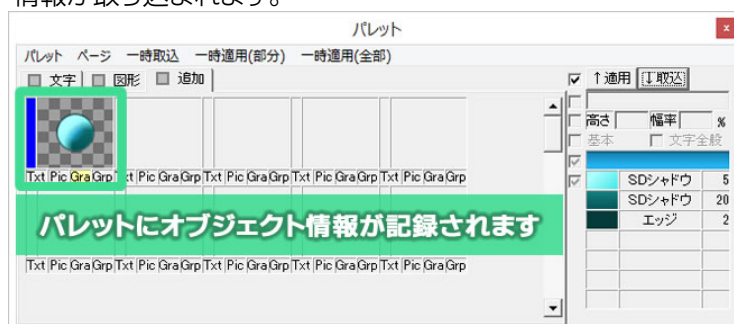 情報が取り込まれます。
パレット
x
パレット ページ 一時取込 一時適用(部分) 一時適用(全部)
文字 図形 追加
↑適用 ↓取込
高さ 幅率 %
基本 文字全般
Txt Pic Gra Grp Txt Pic Gra Grp Txt Pic Gra Grp Txt Pic Gra Grp Txt Pic Gra Grp
SDシャドウ 5
SDシャドウ 20
エッジ 2
パレットにオブジェクト情報が記録されます
Txt Pic Gra Grp Txt Pic Gra Grp Txt Pic Gra Grp Txt Pic Gra Grp Txt Pic Gra Grp